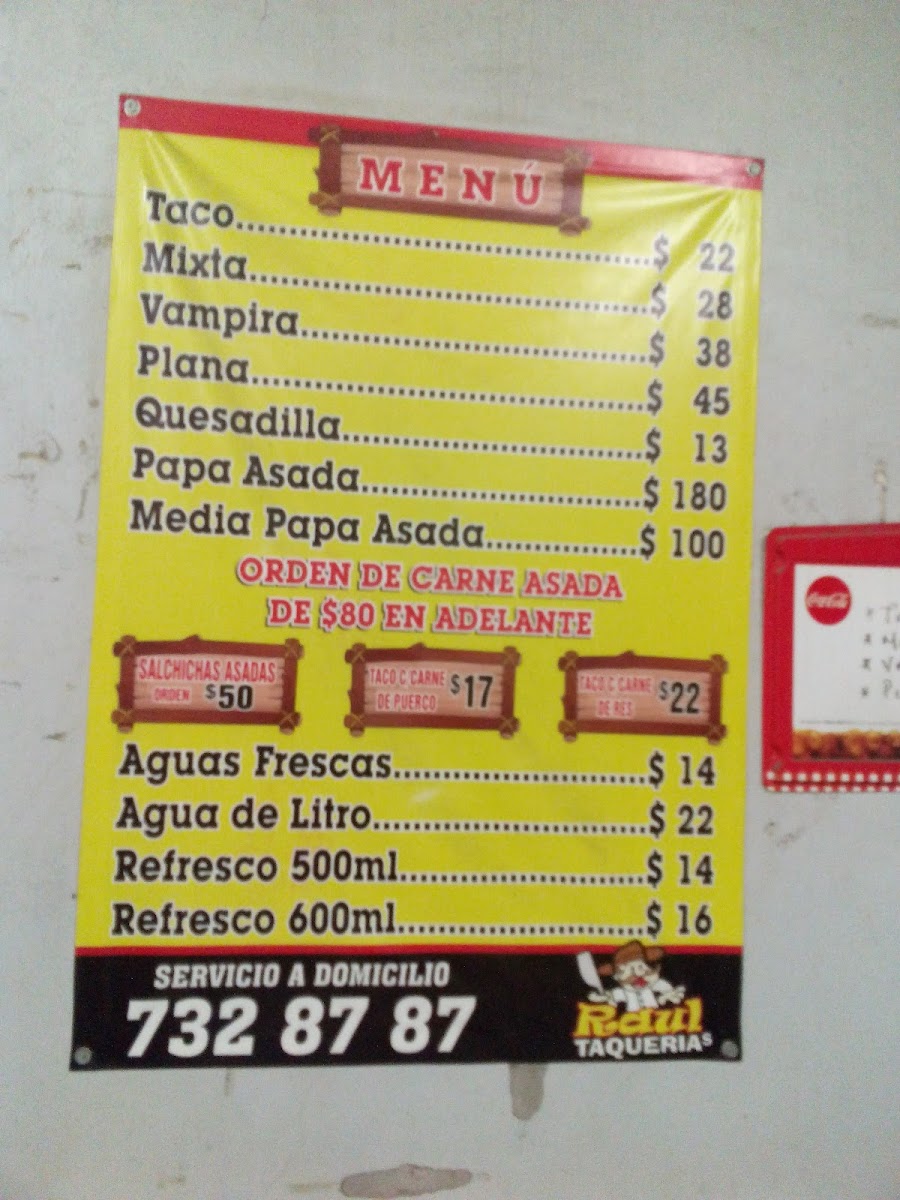 MENÚ
Taco $ 22
Mixta $ 28
Vampira $ 38
Plana $ 45
Quesadilla $ 13
Papa Asada $ 180
Media Papa Asada $ 100
ORDEN DE CARNE ASADA
DE $80 EN ADELANTE
SALCHICHAS ASADAS
ORDEN $50
TACO C/CARNE
DE PUERCO $17
TACO C/CARNE
DE RES $22
Aguas Frescas $ 14
Agua de Litro $ 22
Refresco 500ml $ 14
Refresco 600ml $ 16
SERVICIO A DOMICILIO
732 87 87
Raul
TAQUERIAS
Coca-Cola